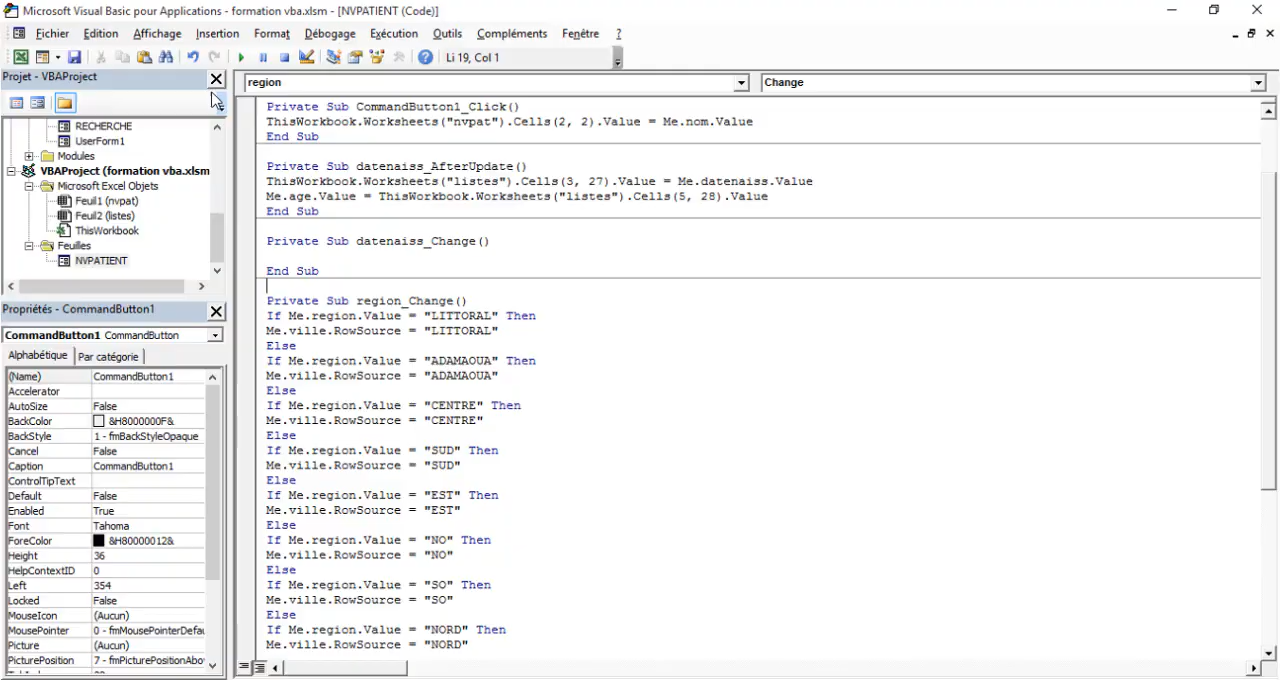 Microsoft Visual Basic pour Applications - formation vba.xlsm - [NVPATIENT (Code)]
Fichier Edition Affichage Insertion Format Débogage Exécution Outils Compléments Fenêtre ?
Li 19, Col 1
Projet - VBAProject
region
Change
RECHERCHE
UserForm1
Modules
VBAProject (formation vba.xlsm
Microsoft Excel Objets
Feuil1 (nvpat)
Feuil2 (listes)
ThisWorkbook
Feuilles
NVPATIENT
Propriétés - CommandButton1
CommandButton1 CommandButton
Alphabétique Par catégorie
(Name) CommandButton1
Accelerator
AutoSize False
BackColor &H8000000F&
BackStyle 1 - fmBackStyleOpaque
Cancel False
Caption CommandButton1
ControlTipText
Default False
Enabled True
Font Tahoma
ForeColor &H80000012&
Height 36
HelpContextID 0
Left 354
Locked False
MouseIcon (Aucun)
MousePointer 0 - fmMousePointerDefau
Picture (Aucun)
PicturePosition 7 - fmPicturePositionAbo
Private Sub CommandButton1_Click()
ThisWorkbook.Worksheets("nvpat").Cells(2, 2).Value = Me.nom.Value
End Sub
Private Sub datenaiss_AfterUpdate()
ThisWorkbook.Worksheets("listes").Cells(3, 27).Value = Me.datenaiss.Value
Me.age.Value = ThisWorkbook.Worksheets("listes").Cells(5, 28).Value
End Sub
Private Sub datenaiss_Change()
End Sub
Private Sub region_Change()
If Me.region.Value = "LITTORAL" Then
Me.ville.RowSource = "LITTORAL"
Else
If Me.region.Value = "ADAMAOUA" Then
Me.ville.RowSource = "ADAMAOUA"
Else
If Me.region.Value = "CENTRE" Then
Me.ville.RowSource = "CENTRE"
Else
If Me.region.Value = "SUD" Then
Me.ville.RowSource = "SUD"
Else
If Me.region.Value = "EST" Then
Me.ville.RowSource = "EST"
Else
If Me.region.Value = "NO" Then
Me.ville.RowSource = "NO"
Else
If Me.region.Value = "SO" Then
Me.ville.RowSource = "SO"
Else
If Me.region.Value = "NORD" Then
Me.ville.RowSource = "NORD"